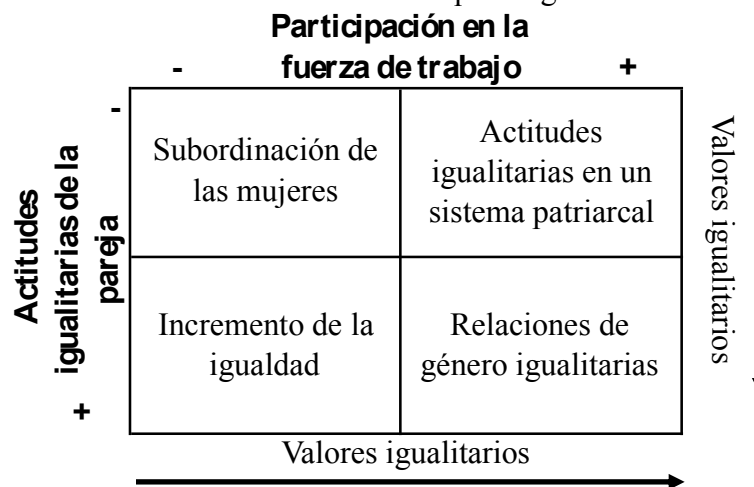 Participación en la
- fuerza de trabajo +
Actitudes
igualitarias de la
pareja
-
+
Subordinación de
las mujeres
Actitudes
igualitarias en un
sistema patriarcal
Incremento de la
igualdad
Relaciones de
género igualitarias
Valores igualitarios
Valores igualitarios